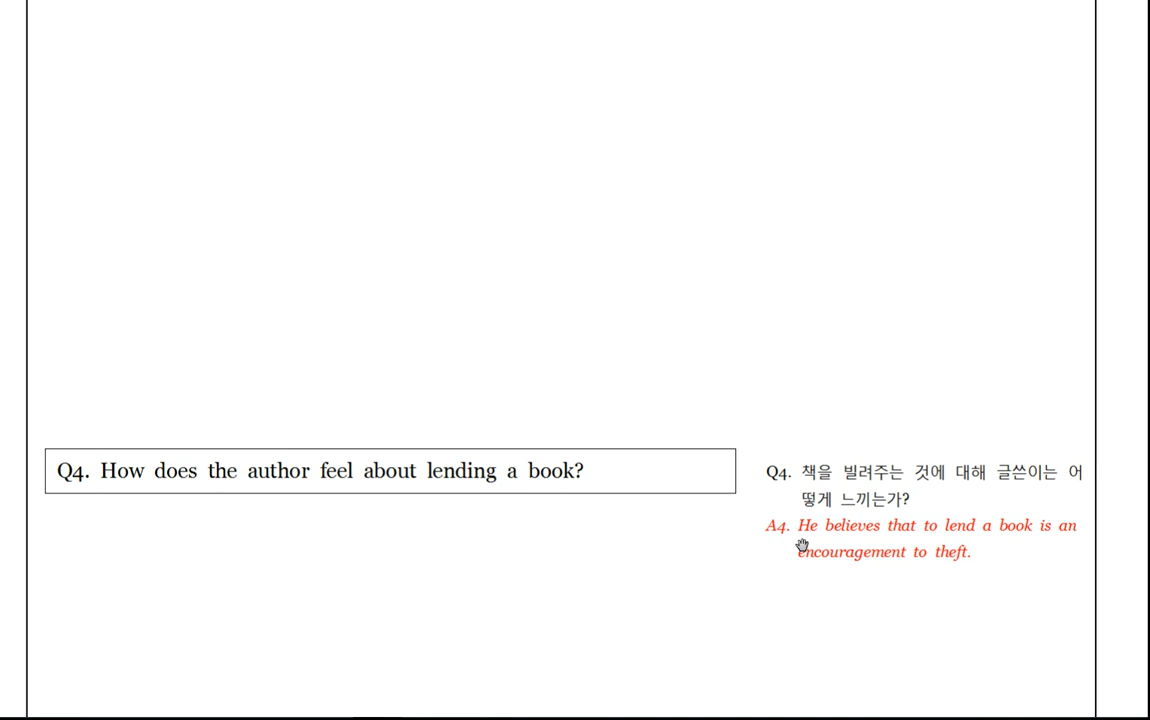 Q4. How does the author feel about lending a book?
Q4. 책을 빌려주는 것에 대해 글쓴이는 어
떻게 느끼는가?
A4. He believes that to lend a book is an
encouragement to theft.